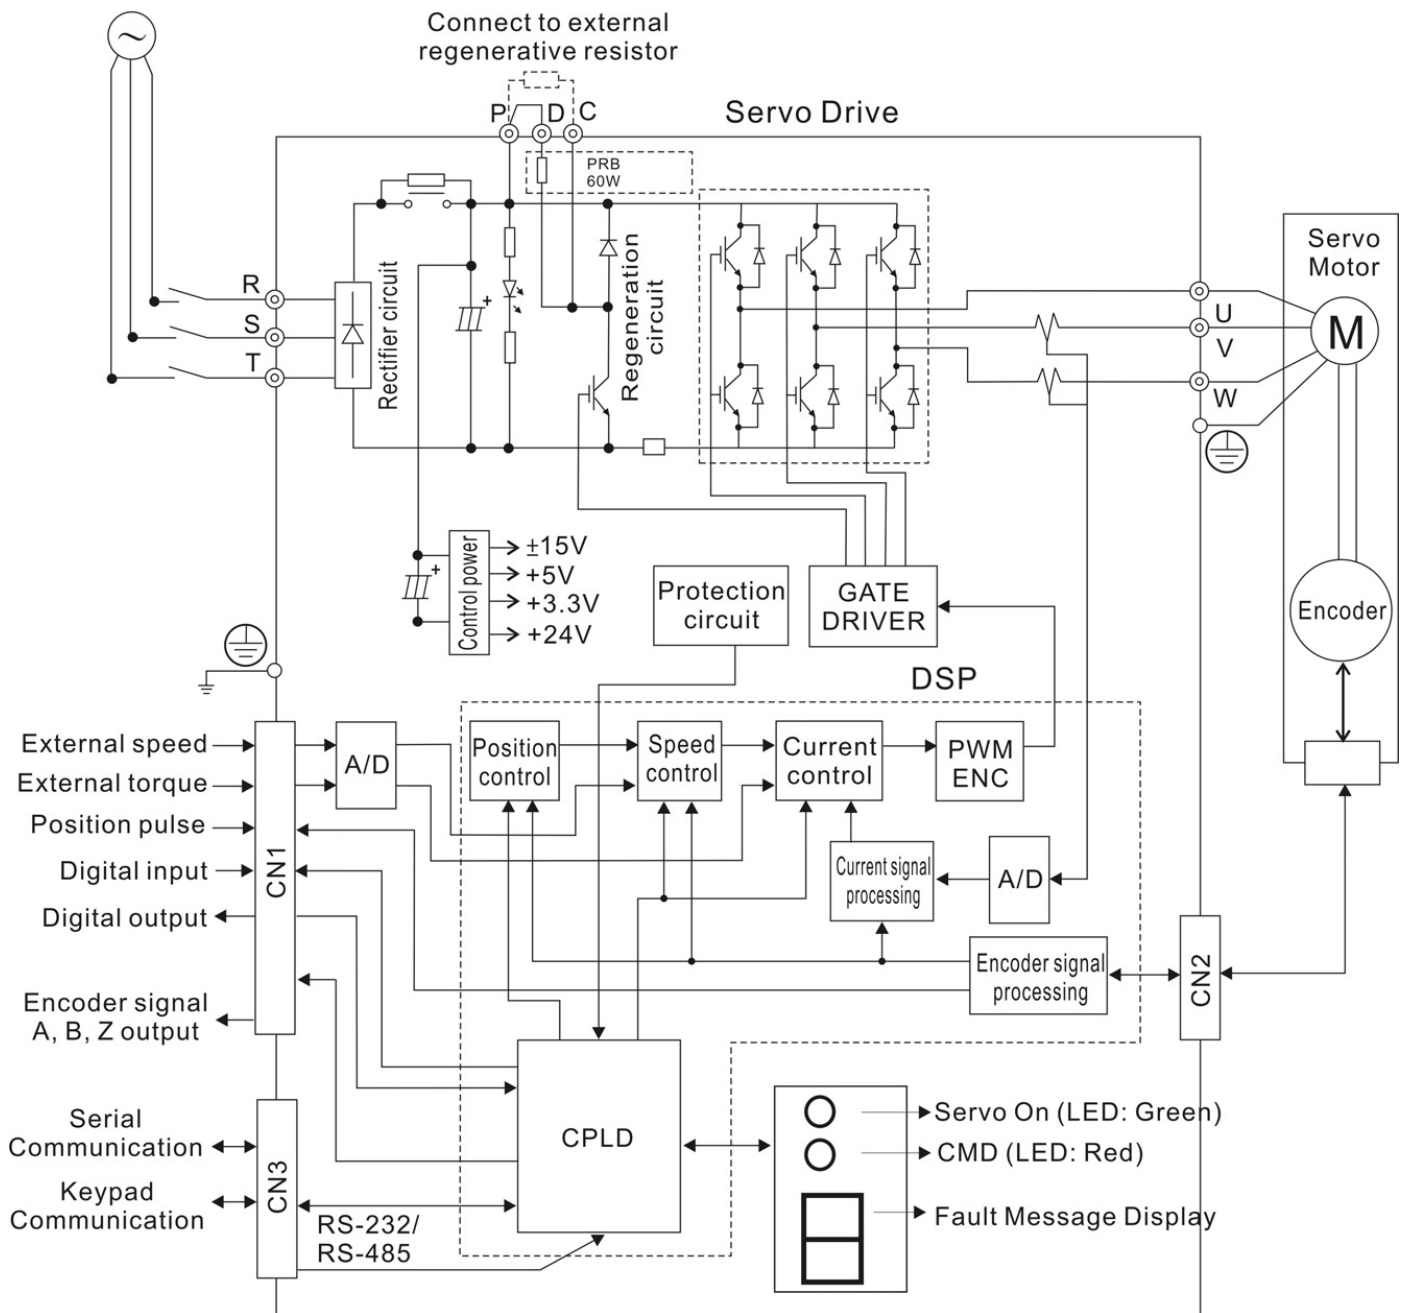 Connect to external
regenerative resistor
P D C
Servo Drive
PRB
60W
Servo
Motor
R
S
T
Rectifier circuit
Regeneration
circuit
U
V
W
M
Control power
±15V
+5V
+3.3V
+24V
Protection
circuit
GATE
DRIVER
Encoder
DSP
External speed
External torque
Position pulse
Digital input
Digital output
Encoder signal
A, B, Z output
CN1
A/D
Position
control
Speed
control
Current
control
PWM
ENC
Current signal
processing
A/D
Encoder signal
processing
CN2
Serial
Communication
Keypad
Communication
CN3
RS-232/
RS-485
CPLD
Servo On (LED: Green)
CMD (LED: Red)
Fault Message Display